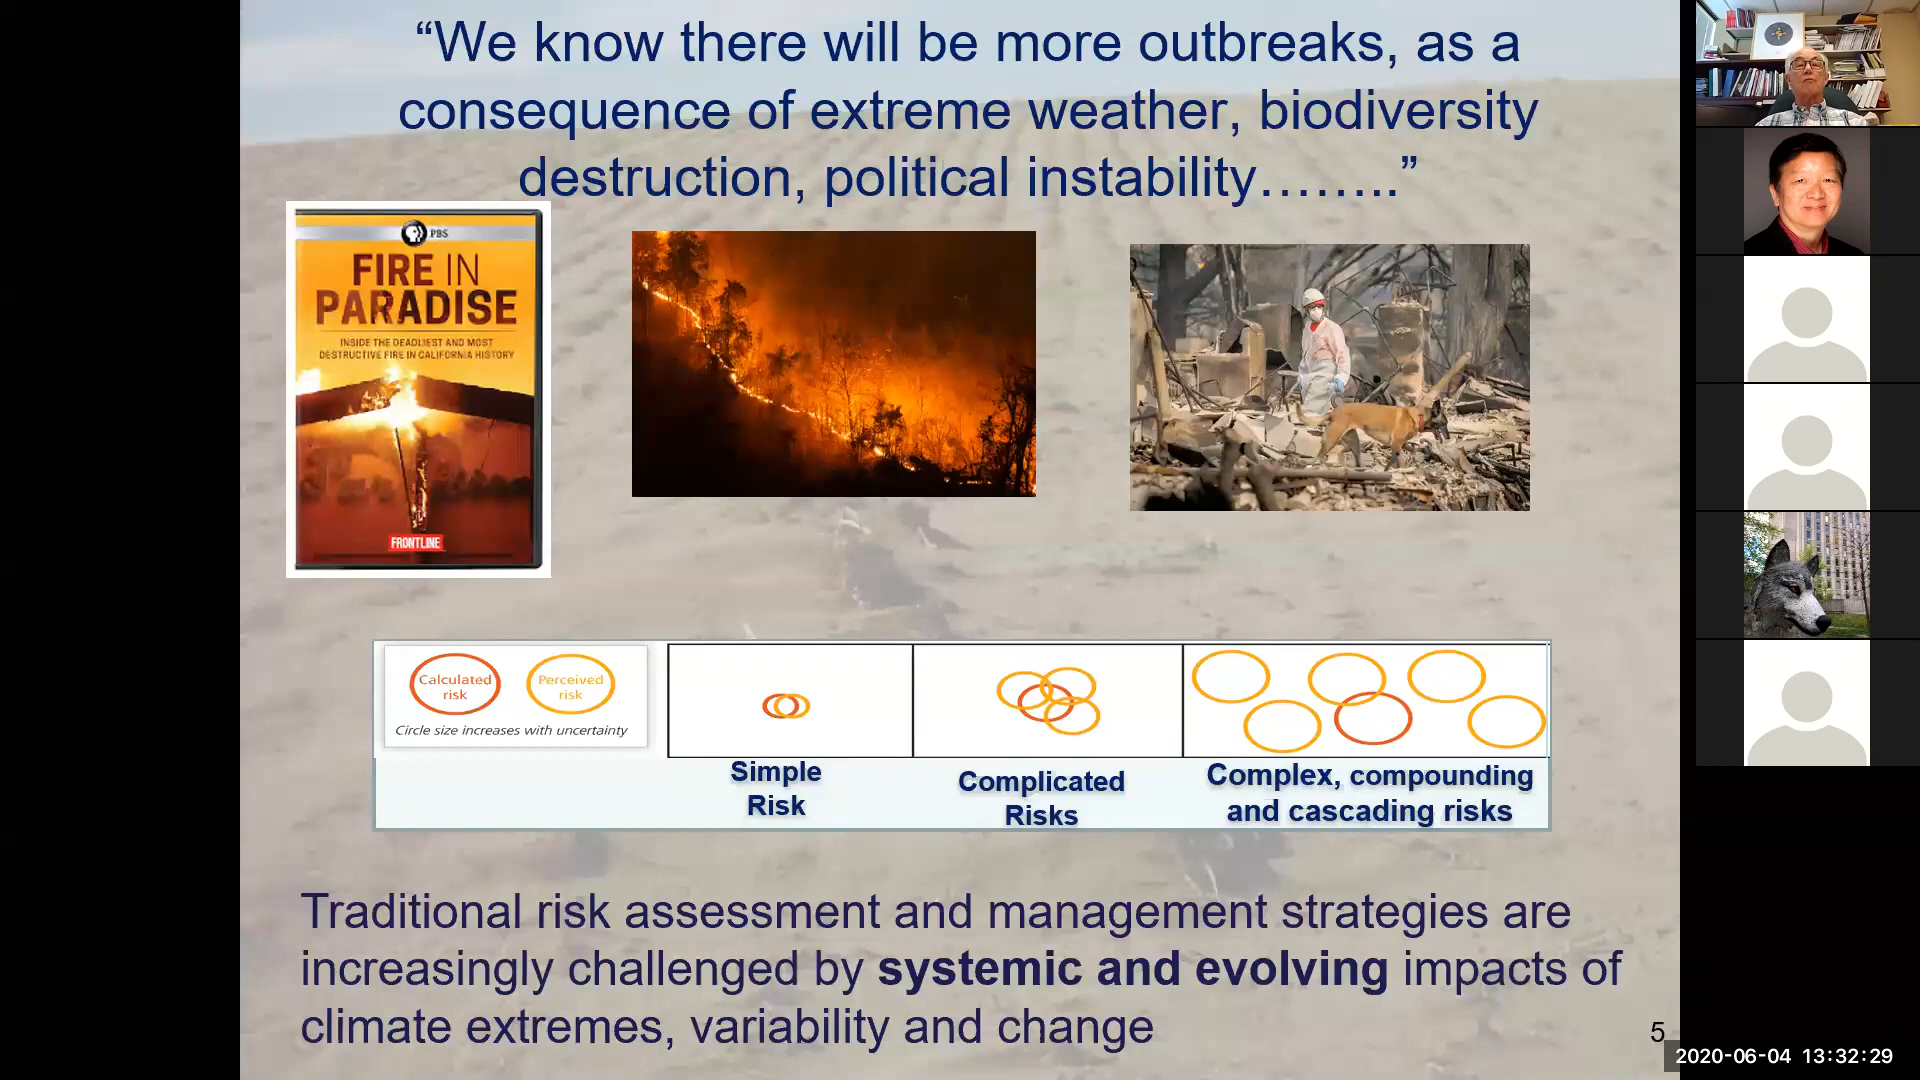 “We know there will be more outbreaks, as a
consequence of extreme weather, biodiversity
destruction, political instability……..”
PBS
FIRE IN
PARADISE
INSIDE THE DEADLIEST AND MOST
DESTRUCTIVE FIRE IN CALIFORNIA HISTORY
FRONTLINE
Calculated
risk
Perceived
risk
Circle size increases with uncertainty
Simple
Risk
Complicated
Risks
Complex, compounding
and cascading risks
Traditional risk assessment and management strategies are
increasingly challenged by systemic and evolving impacts of
climate extremes, variability and change
5
2020-06-04 13:32:29